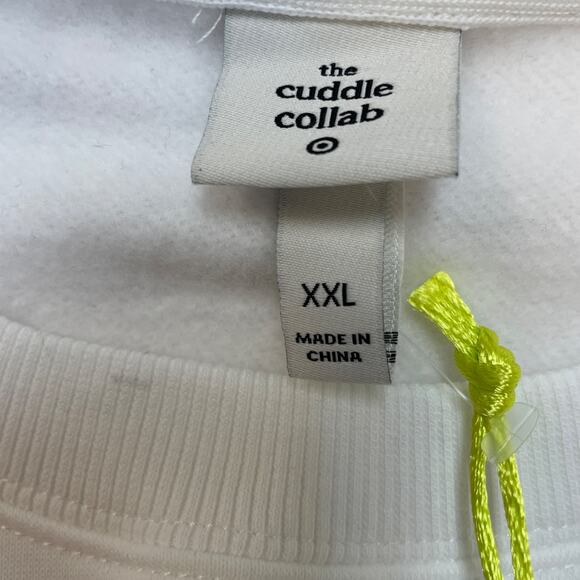 the
cuddle
collab
XXL
MADE IN
CHINA